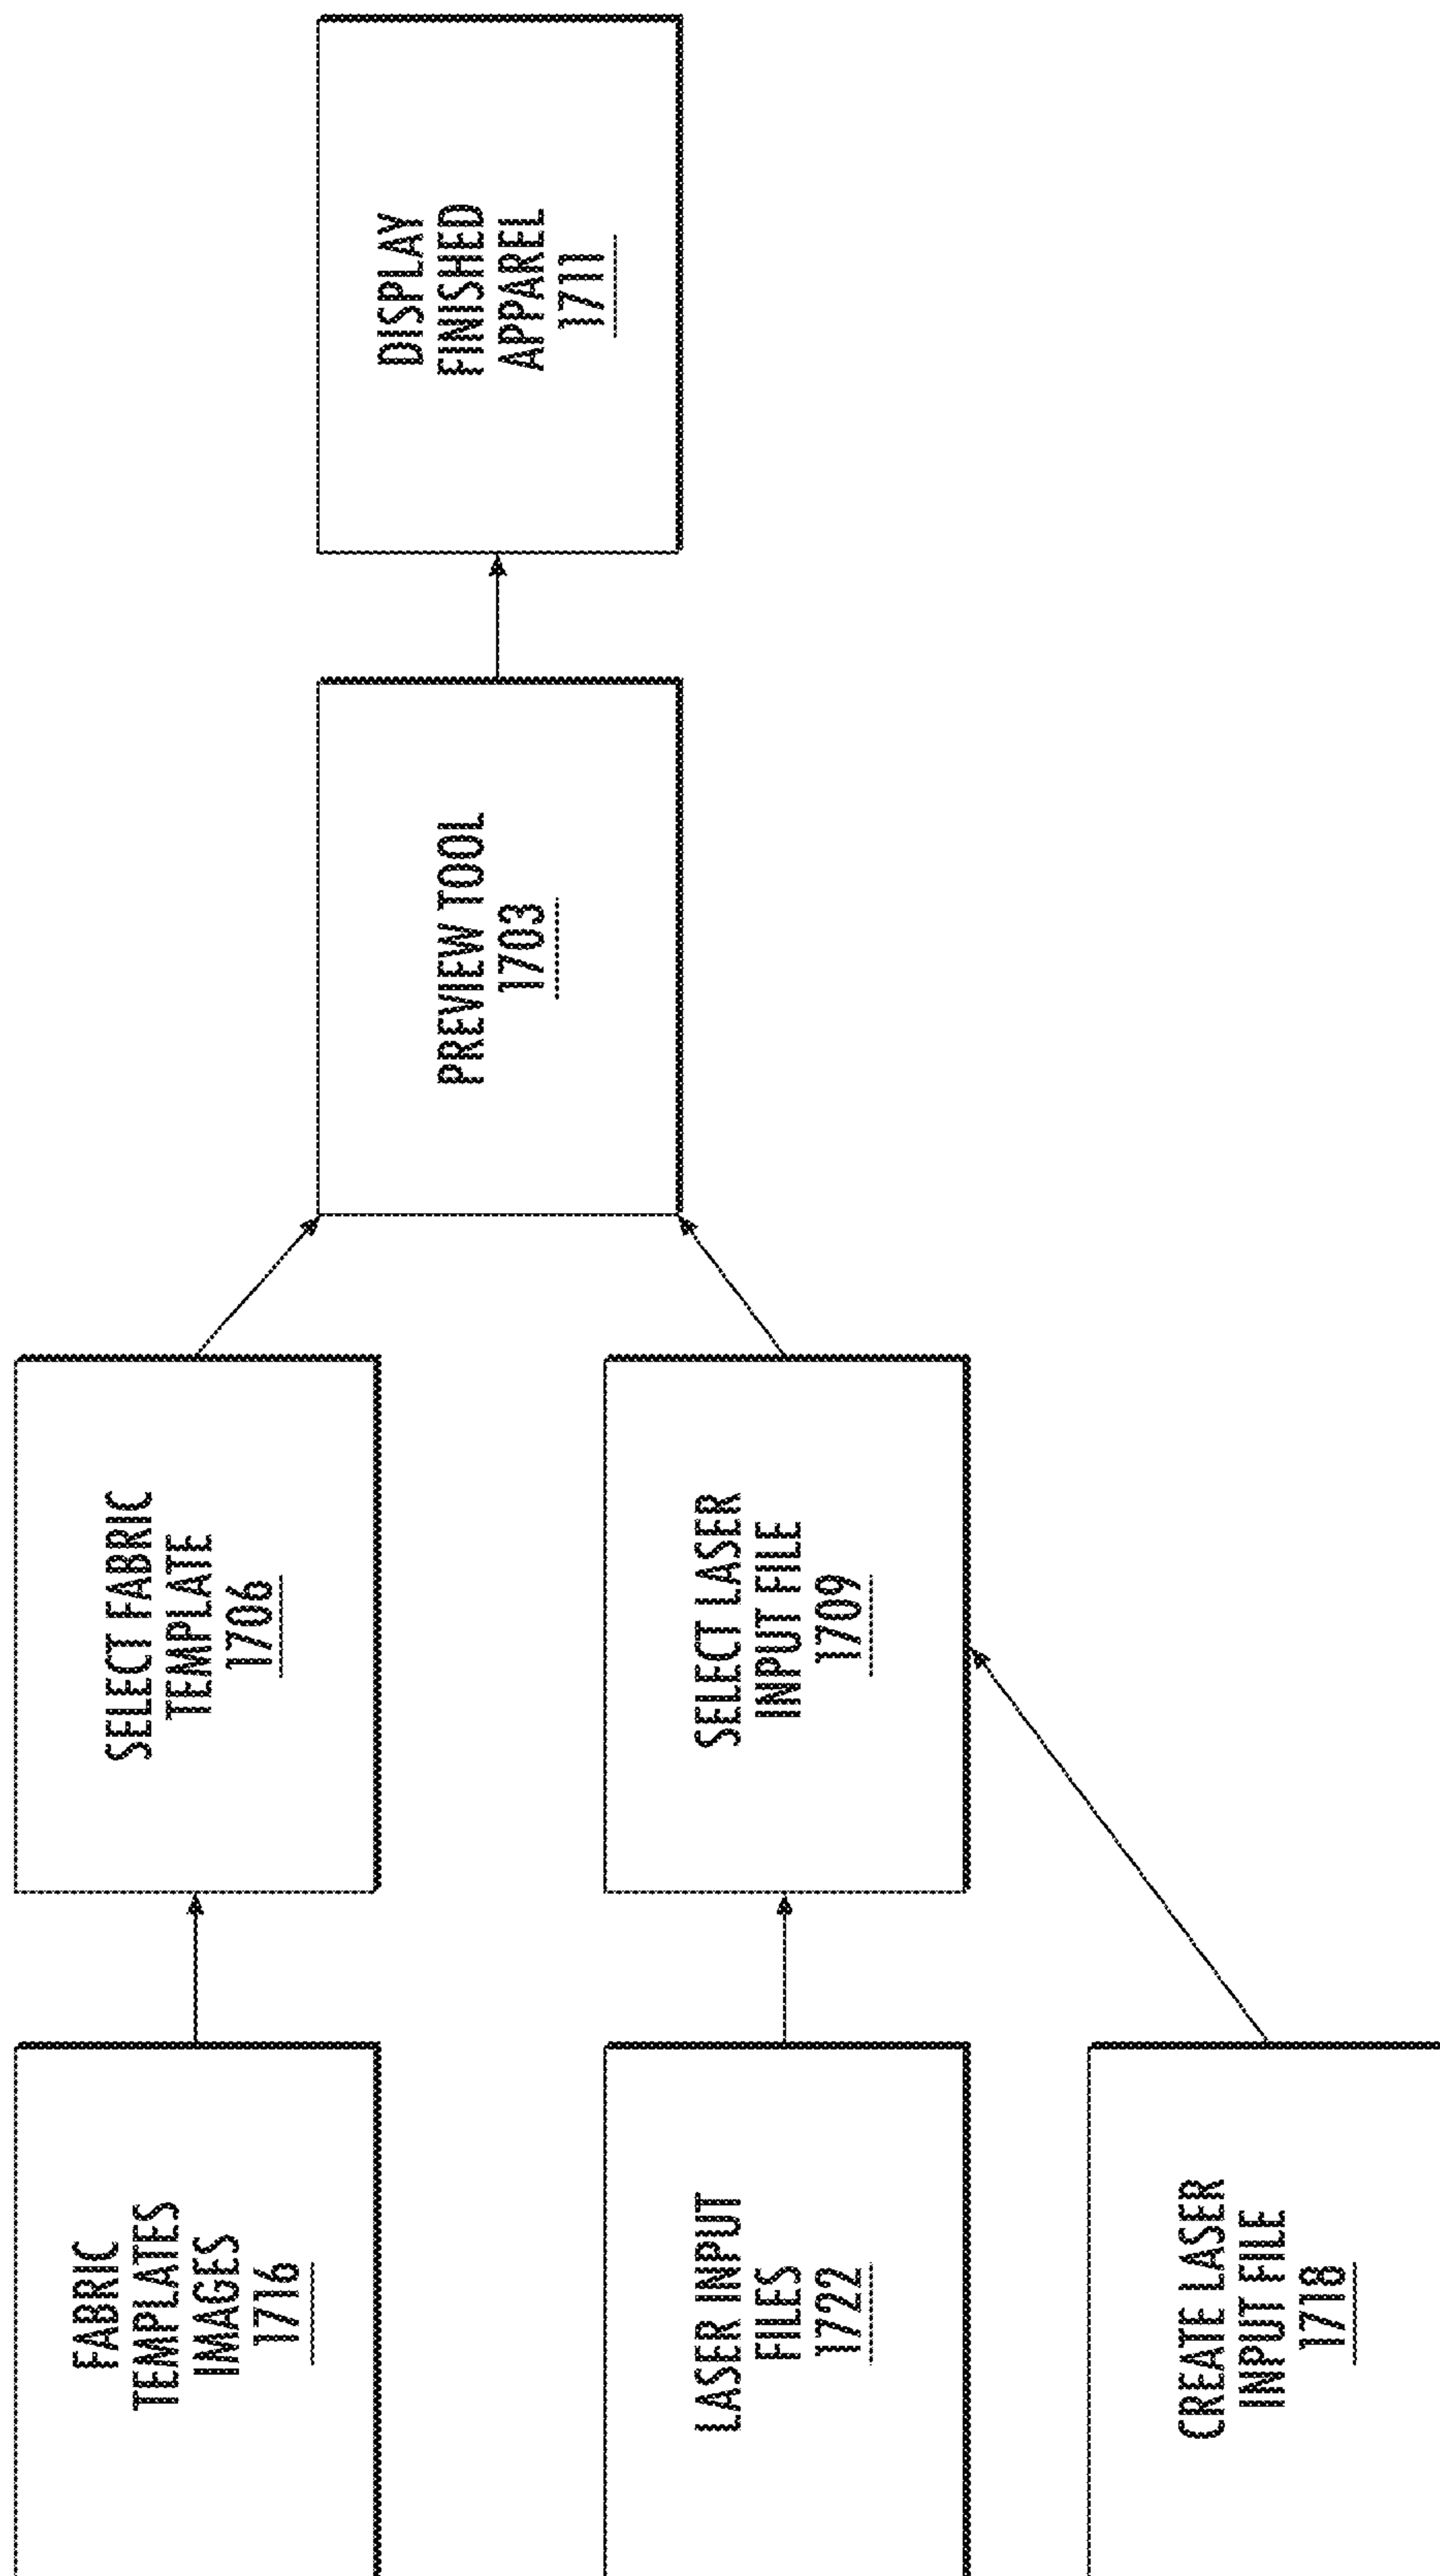 FABRIC
TEMPLATES
IMAGES
1716
SELECT FABRIC
TEMPLATE
1706
LASER INPUT
FILES
1722
SELECT LASER
INPUT FILE
1709
CREATE LASER
INPUT FILE
1718
PREVIEW TOOL
1703
DISPLAY
FINISHED
APPAREL
1711